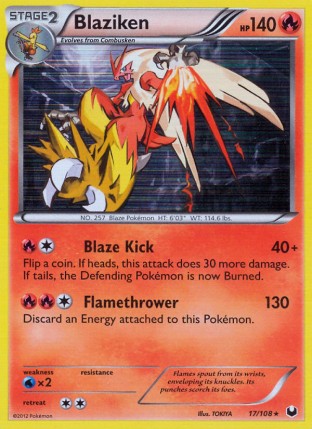 STAGE2
Blaziken
HP 140
Evolves from Combusken
NO. 257 Blaze Pokémon HT: 6'03" WT: 114.6 lbs.
Blaze Kick 40+
Flip a coin. If heads, this attack does 30 more damage.
If tails, the Defending Pokémon is now Burned.
Flamethrower 130
Discard an Energy attached to this Pokémon.
weakness resistance
×2
retreat
Flames spout from its wrists,
enveloping its knuckles. Its
punches scorch its foes.
©2012 Pokémon
Illus. TOKIYA 17/108 ★